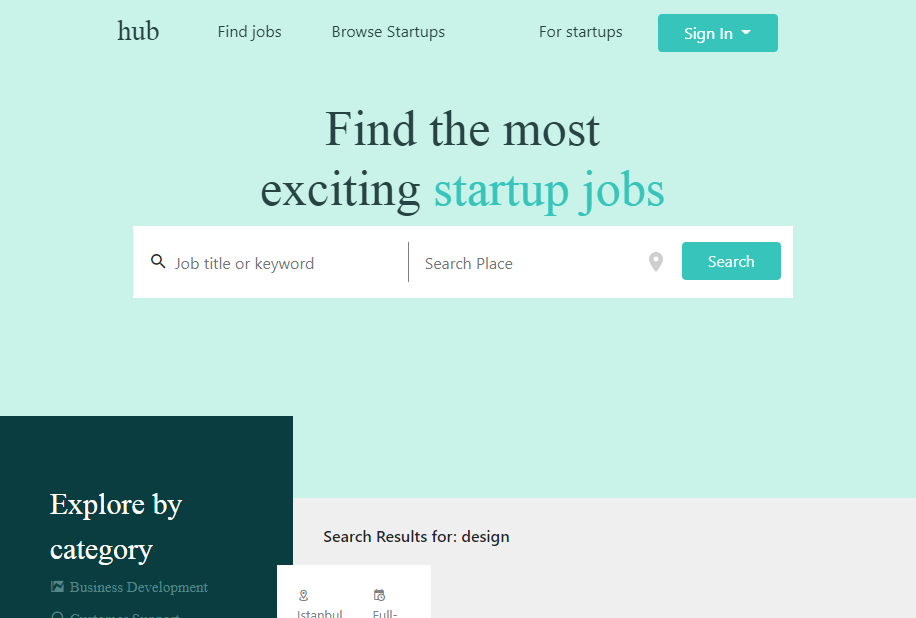 hub
Find jobs
Browse Startups
For startups
Sign In
Find the most
exciting startup jobs
Job title or keyword
Search Place
Search
Explore by
category
Business Development
Customer Support
Search Results for: design
Istanbul
Full-